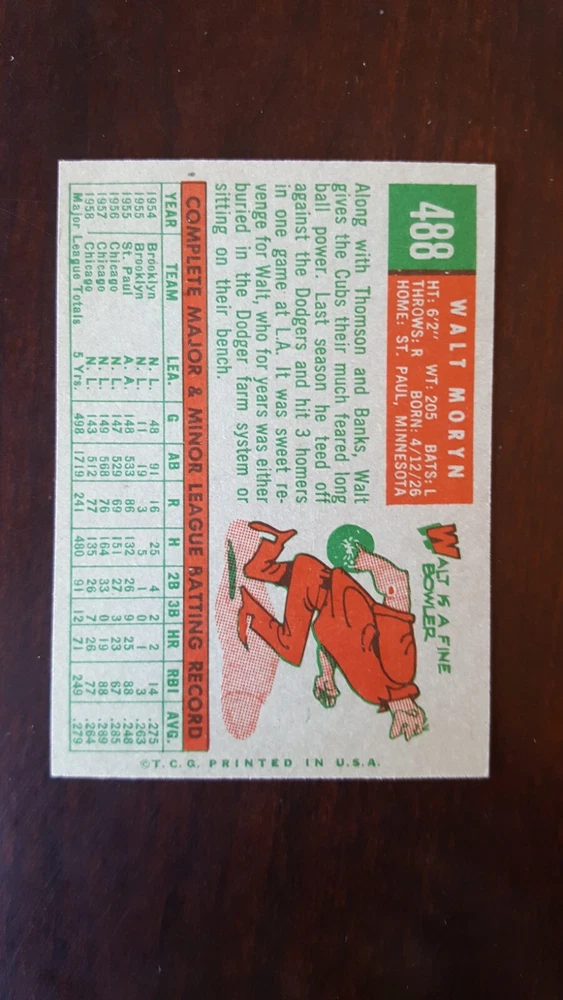 488
WALT MORYN
HT: 6'2" WT: 205 BATS: L
THROWS: R BORN: 4/12/26
HOME: ST. PAUL, MINNESOTA
Along with Thomson and Banks, Walt
gives the Cubs their much feared long
ball power. Last season he teed off
against the Dodgers and hit 3 homers
in one game at L.A. It was sweet re-
venge for Walt, who for years was either
buried in the Dodger farm system or
sitting on their bench.
WALT IS A FINE
BOWLER
COMPLETE MAJOR & MINOR LEAGUE BATTING RECORD
YEAR TEAM LEA. G AB R H 2B 3B HR RBI AVG.
1954 Brooklyn N. L. 48 91 16 25 4 2 2 14 .275
1955 Brooklyn N. L. 11 19 3 5 1 0 1 3 .263
1955 St. Paul A. A. 148 533 86 132 26 9 25 88 .248
1956 Chicago N. L. 147 529 69 151 27 3 23 67 .285
1957 Chicago N. L. 149 568 76 164 33 0 19 88 .289
1958 Chicago N. L. 143 512 77 135 26 7 26 77 .264
Major League Totals 5 Yrs. 498 1719 241 480 91 12 71 249 .279
©T.C.G. PRINTED IN U.S.A.